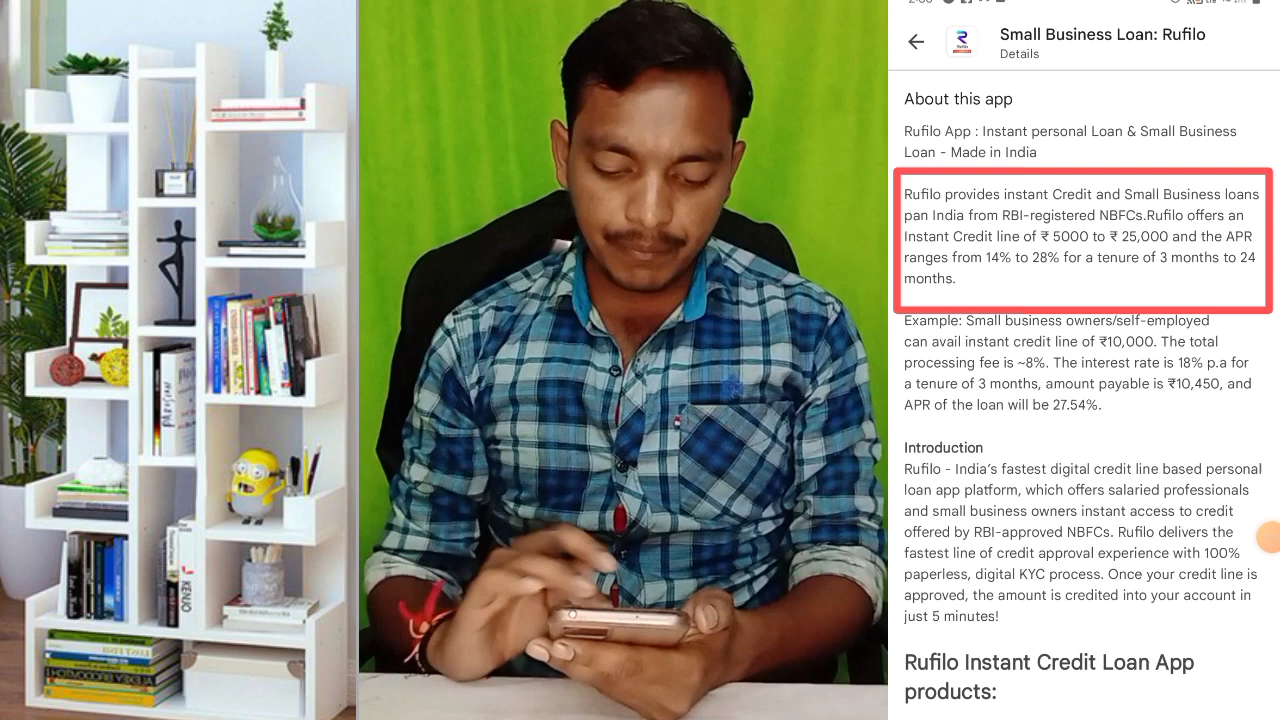 Small Business Loan: Rufilo
Details
About this app
Rufilo App : Instant personal Loan & Small Business
Loan - Made in India
Rufilo provides instant Credit and Small Business loans
pan India from RBI-registered NBFCs.Rufilo offers an
Instant Credit line of ₹ 5000 to ₹ 25,000 and the APR
ranges from 14% to 28% for a tenure of 3 months to 24
months.
Example: Small business owners/self-employed
can avail instant credit line of ₹10,000. The total
processing fee is ~8%. The interest rate is 18% p.a for
a tenure of 3 months, amount payable is ₹10,450, and
APR of the loan will be 27.54%.
Introduction
Rufilo - India's fastest digital credit line based personal
loan app platform, which offers salaried professionals
and small business owners instant access to credit
offered by RBI-approved NBFCs. Rufilo delivers the
fastest line of credit approval experience with 100%
paperless, digital KYC process. Once your credit line is
approved, the amount is credited into your account in
just 5 minutes!
Rufilo Instant Credit Loan App
products: